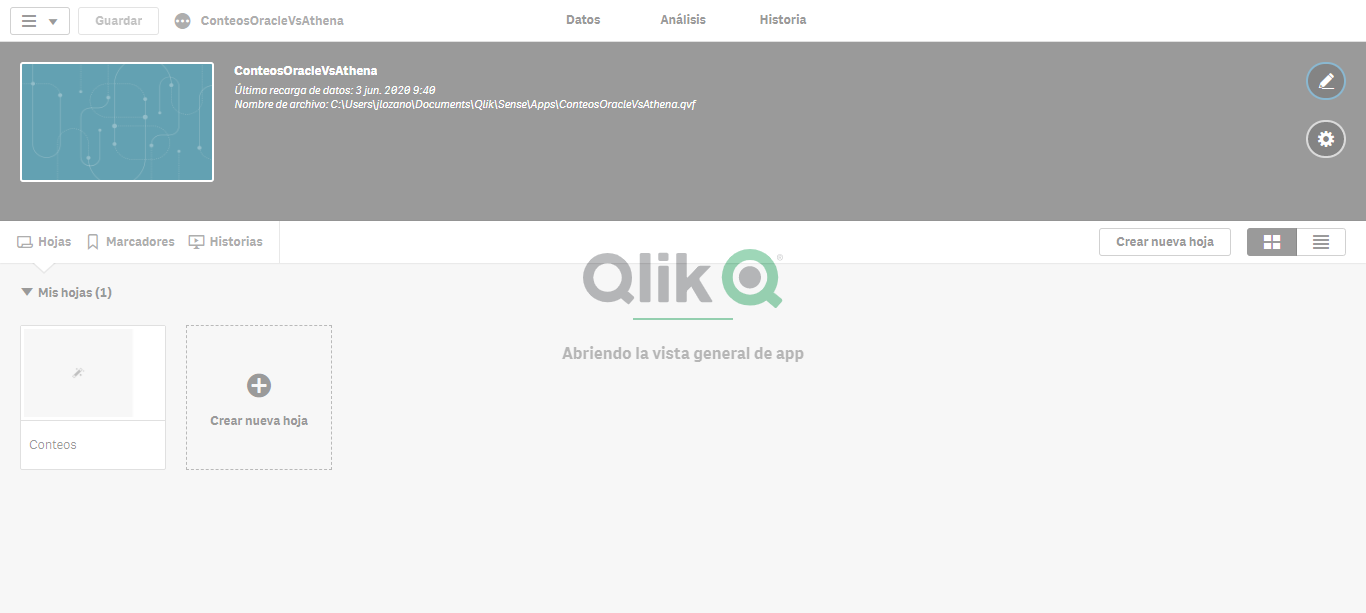 Guardar
ConteosOracleVsAthena
Datos
Análisis
Historia
ConteosOracleVsAthena
Última recarga de datos: 3 jun. 2020 9:40
Nombre de archivo: C:\Users\jlozano\Documents\Qlik\Sense\Apps\ConteosOracleVsAthena.qvf
Hojas
Marcadores
Historias
Crear nueva hoja
Qlik
®
Abriendo la vista general de app
Mis hojas (1)
Conteos
Crear nueva hoja